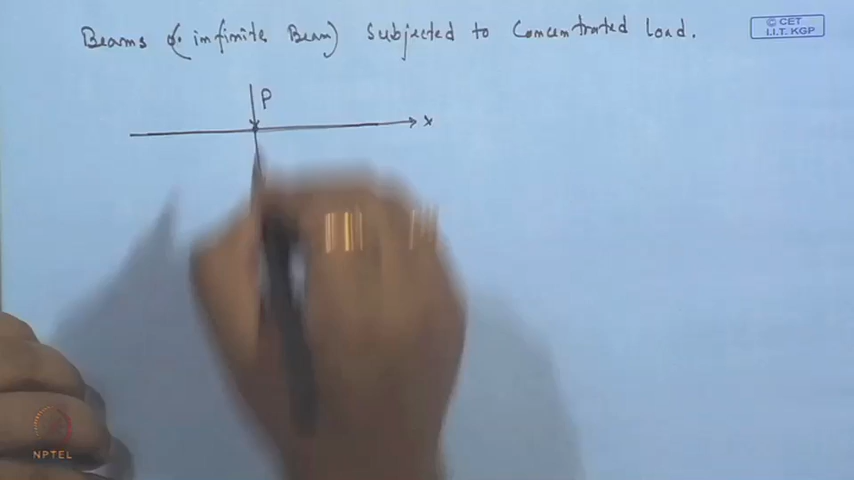 Beams (infinite Beam) Subjected to Concentrated Load.
© CET
I.I.T. KGP
P
x
NPTEL